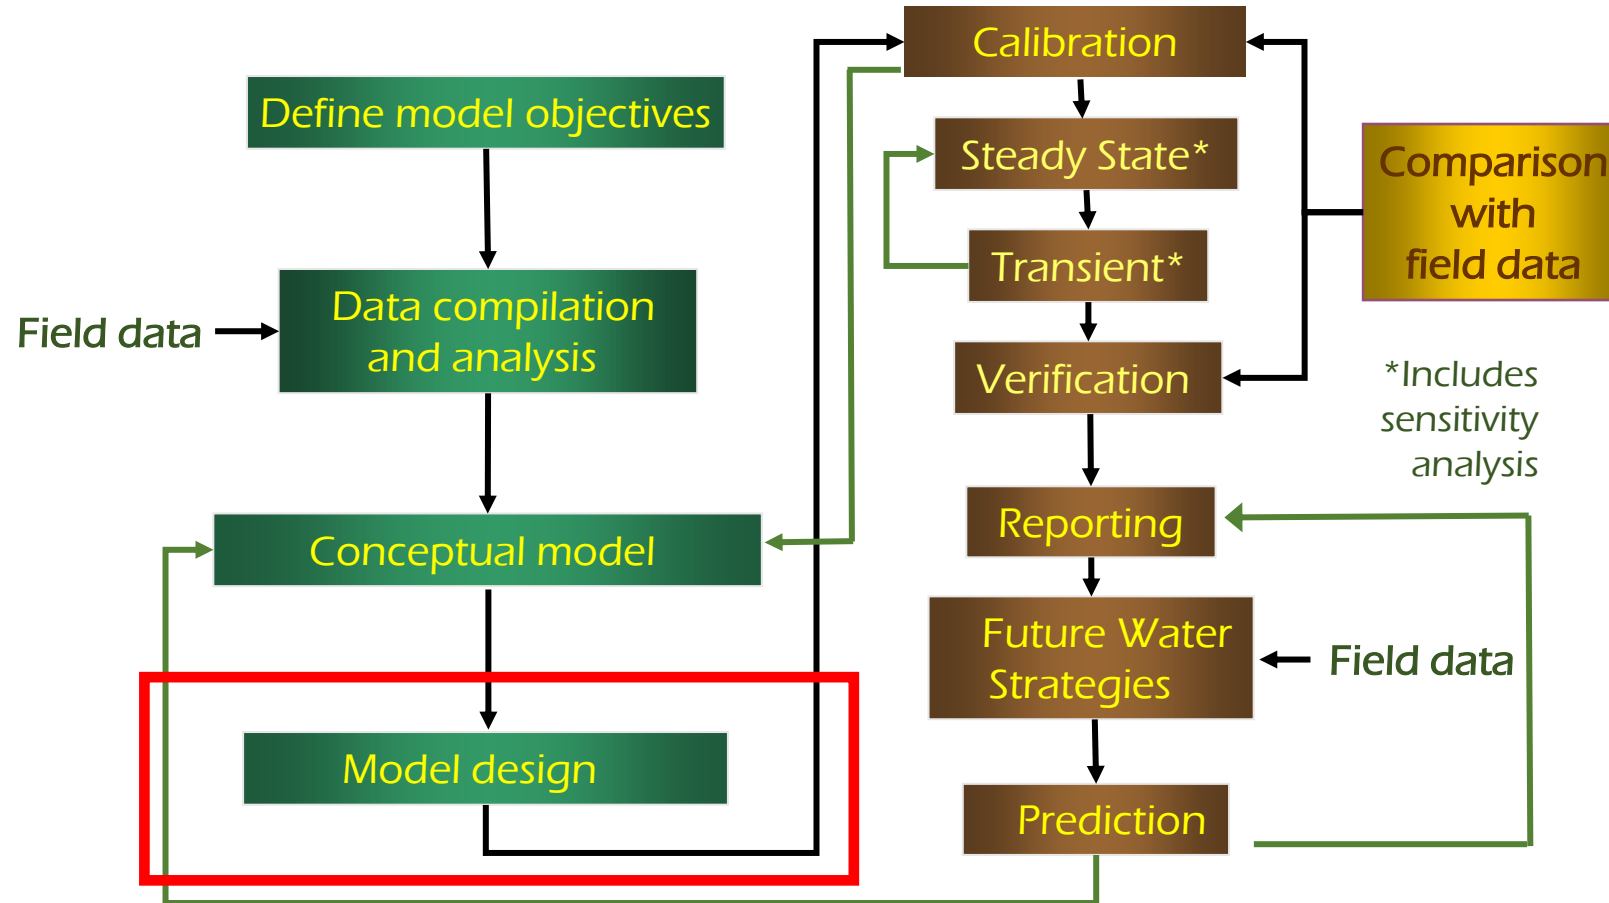 Define model objectives
Field data
Data compilation
and analysis
Conceptual model
Model design
Calibration
Steady State*
Transient*
Verification
Reporting
Future Water
Strategies
Prediction
Comparison
with
field data
*Includes
sensitivity
analysis
Field data